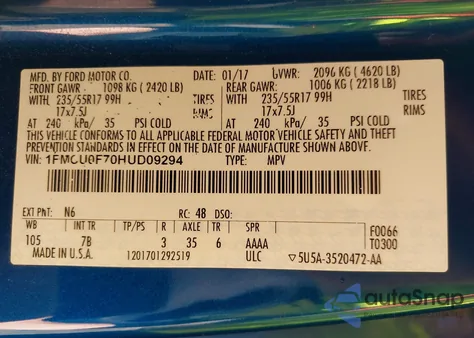 MFD. BY FORD MOTOR CO.
DATE: 01/17 GVWR: 2096 KG ( 4620 LB)
FRONT GAWR: 1098 KG ( 2420 LB) REAR GAWR: 1006 KG ( 2218 LB)
WITH 235/55R17 99H TIRES WITH 235/55R17 99H TIRES
17×7.5J RIMS 17×7.5J RIMS
AT 240 kPa/ 35 PSI COLD AT 240 kPa/ 35 PSI COLD
THIS VEHICLE CONFORMS TO ALL APPLICABLE FEDERAL MOTOR VEHICLE SAFETY AND THEFT
PREVENTION STANDARDS IN EFFECT ON THE DATE OF MANUFACTURE SHOWN ABOVE.
VIN: 1FMCU0F70HUD09294 TYPE: MPV
EXT PNT: N6 RC: 48 DSO:
105 INT TR 7B TP/PS R 3 AXLE 35 TR 6 SPR AAAA F0066
T0300
MADE IN U.S.A. 1201701292519 ULC ▽5U5A-3520472-AA
autoSnap